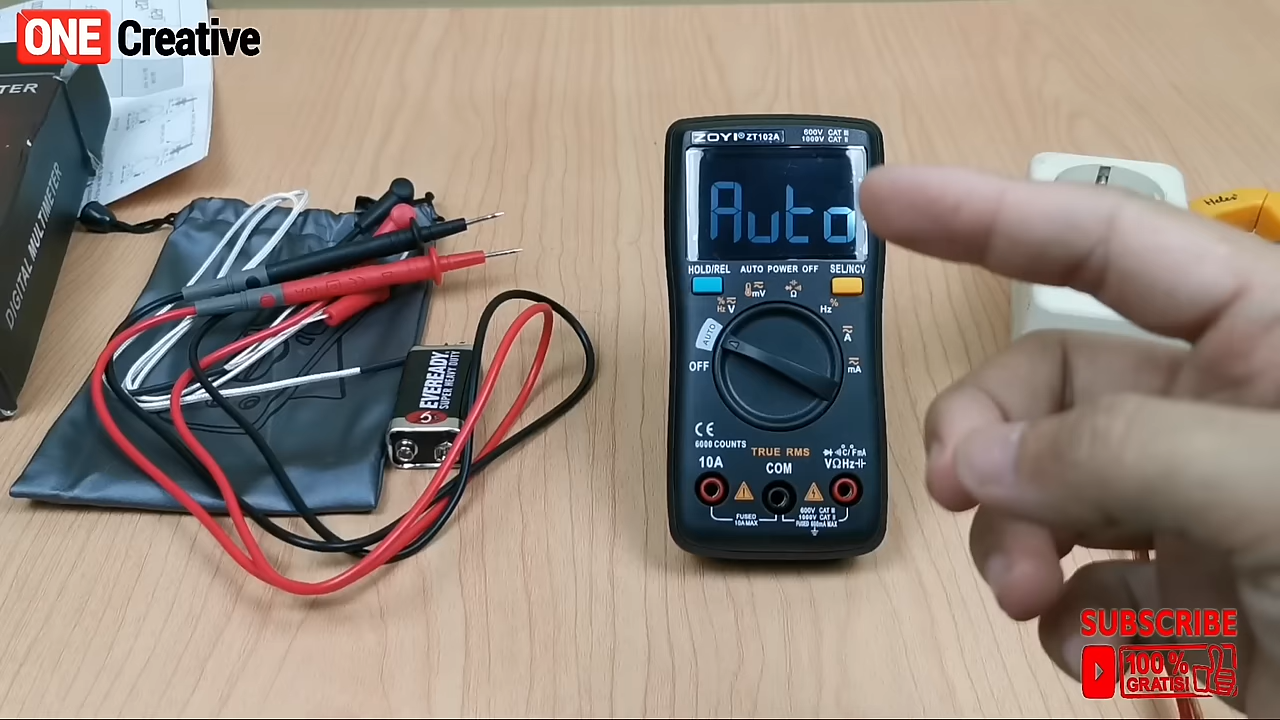 ONE Creative
TER
DIGITAL MULTIMETER
EVEREADY
SUPER HEAVY DUTY
ZOYI® ZT102A
600V CAT III
1000V CAT II
Auto
HOLD/REL
AUTO POWER OFF
SEL/NCV
mV
Ω
% Hz V
Hz%
AUTO
A
OFF
mA
CE
6000 COUNTS
TRUE RMS
10A
COM
VΩHz
FUSED
10A MAX
600V CAT III
1000V CAT II
FUSED 600mA MAX
Heles
SUBSCRIBE
100%
GRATIS!